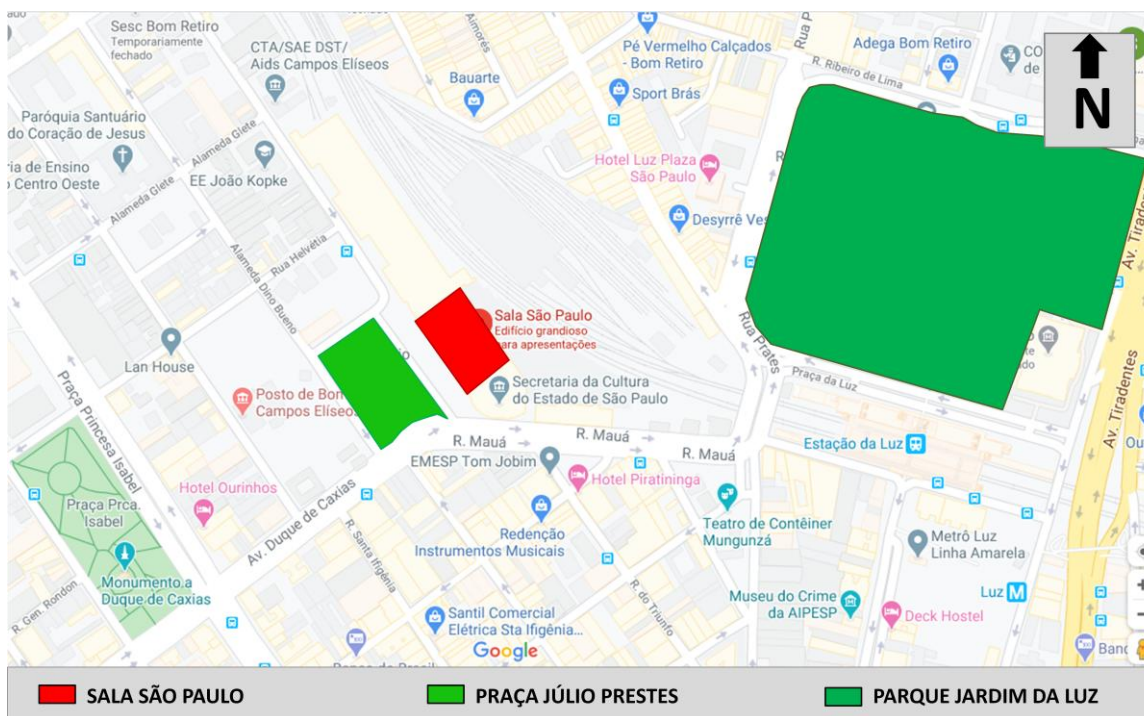 Sesc Bom Retiro
Temporariamente
fechado
CTA/SAE DST/
Aids Campos Elíseos
Aimorés
Bauarte
Pé Vermelho Calçados
- Bom Retiro
Sport Brás
Rua P
Adega Bom Retiro
R. Ribeiro de Lima
CO
de
N
Paróquia Santuário
do Coração de Jesus
Alameda Glete
ria de Ensino
o Centro Oeste
EE João Kopke
Alameda Glete
Hotel Luz Plaza
São Paulo
Desyrrê Ves
Rua Helvétia
Alameda Dino Bueno
Av. Tiradentes
Sala São Paulo
Edifício grandioso
para apresentações
Lan House
Rua Prates
Secretaria da Cultura
do Estado de São Paulo
Posto de Bom
Campos Elíseos
Praça da Luz
Praça Princesa Isabel
Av. Tiradentes
R. Mauá
R. Mauá
R. Mauá
Estação da Luz
Ou
EMESP Tom Jobim
Hotel Piratininga
Hotel Ourinhos
Praça Prca.
Isabel
Av. Duque de Caxias
R. Santa Ifigênia
Redenção
Instrumentos Musicais
Teatro de Contêiner
Mungunzá
Metrô Luz
Linha Amarela
Monumento a
Duque de Caxias
R. Gen. Rondon
R. do Triunfo
Museu do Crime
da AIPESP
Luz
M
Deck Hostel
Santil Comercial
Elétrica Sta Ifigênia...
Google
Banc
SALA SÃO PAULO
PRAÇA JÚLIO PRESTES
PARQUE JARDIM DA LUZ